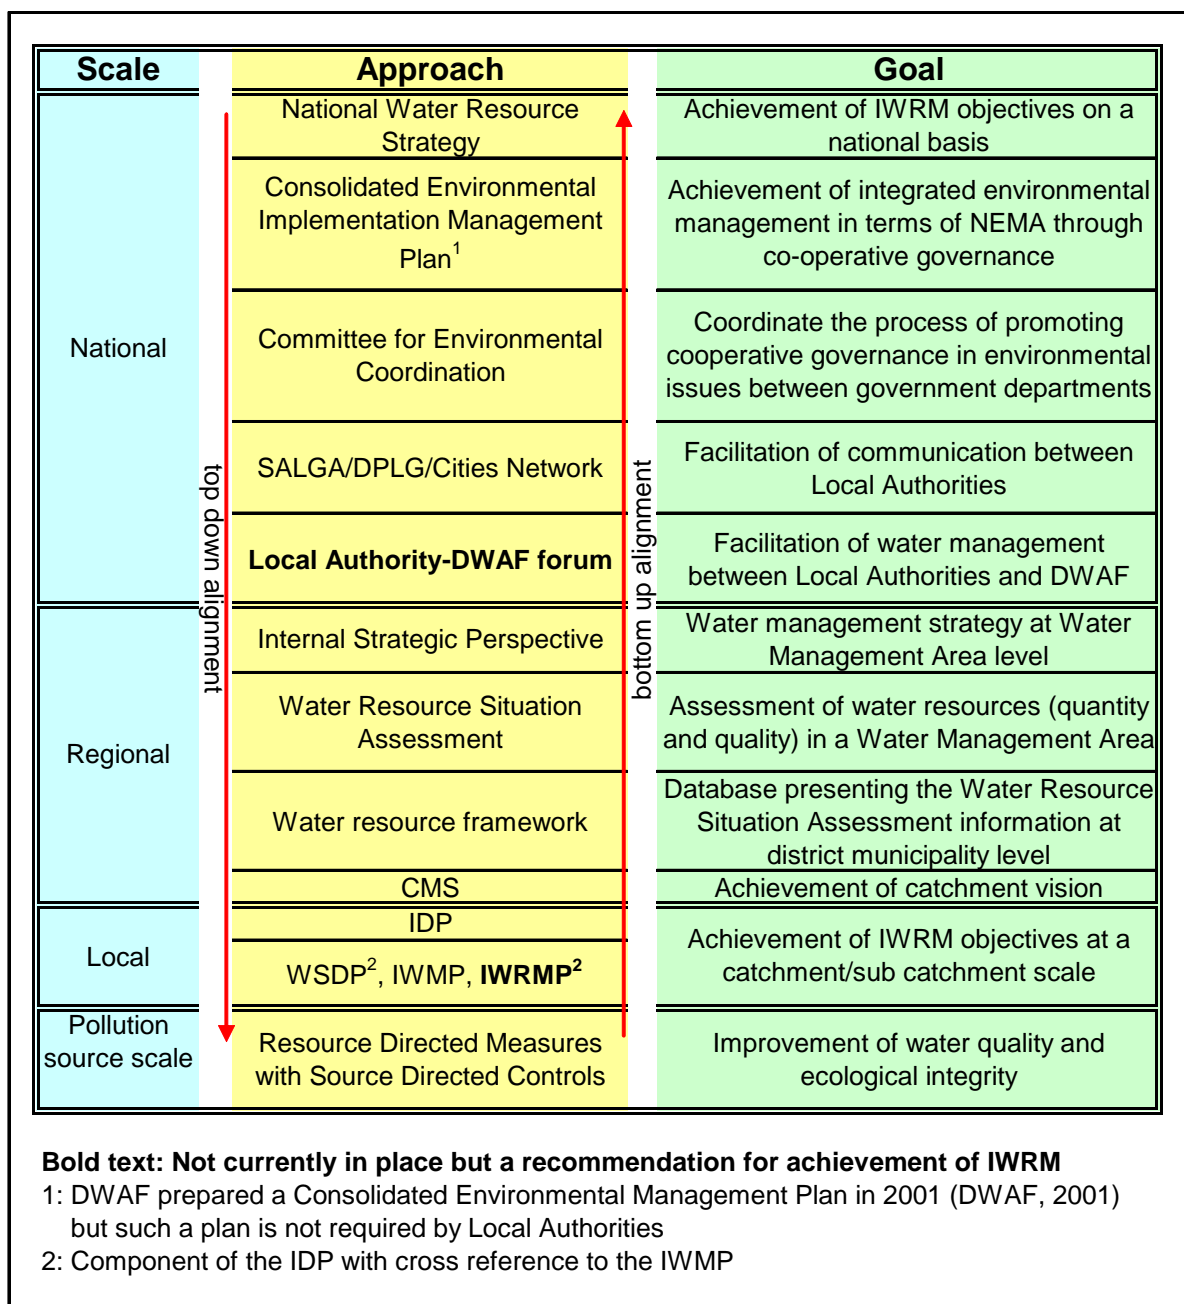 Scale
Approach
Goal
National
National Water Resource
Strategy
Achievement of IWRM objectives on a
national basis
Consolidated Environmental
Implementation Management
Plan1
Achievement of integrated environmental
management in terms of NEMA through
co-operative governance
Committee for Environmental
Coordination
Coordinate the process of promoting
cooperative governance in environmental
issues between government departments
SALGA/DPLG/Cities Network
Facilitation of communication between
Local Authorities
Local Authority-DWAF forum
Facilitation of water management
between Local Authorities and DWAF
top down alignment
bottom up alignment
Regional
Internal Strategic Perspective
Water management strategy at Water
Management Area level
Water Resource Situation
Assessment
Assessment of water resources (quantity
and quality) in a Water Management Area
Water resource framework
Database presenting the Water Resource
Situation Assessment information at
district municipality level
CMS
Achievement of catchment vision
Local
IDP
WSDP2, IWMP, IWRMP2
Achievement of IWRM objectives at a
catchment/sub catchment scale
Pollution
source scale
Resource Directed Measures
with Source Directed Controls
Improvement of water quality and
ecological integrity
Bold text: Not currently in place but a recommendation for achievement of IWRM
1: DWAF prepared a Consolidated Environmental Management Plan in 2001 (DWAF, 2001)
but such a plan is not required by Local Authorities
2: Component of the IDP with cross reference to the IWMP